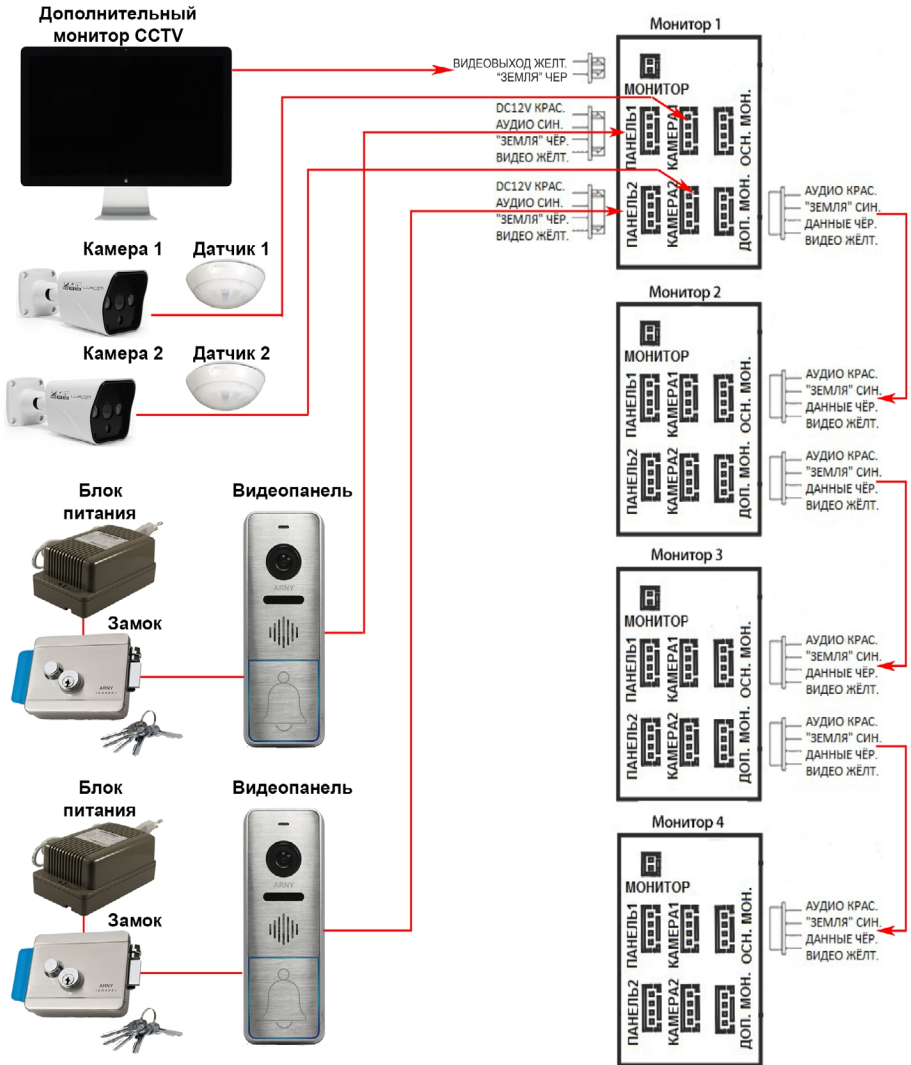 Дополнительный
монитор CCTV
Камера 1
Датчик 1
LUXCOM
Камера 2
Датчик 2
LUXCOM
Блок
питания
Видеопанель
ARNY
Замок
ARNY
Блок
питания
Видеопанель
ARNY
Замок
ARNY
Монитор 1
ВИДЕОВЫХОД ЖЕЛТ.
"ЗЕМЛЯ" ЧЕР
DC12V КРАС.
АУДИО СИН.
"ЗЕМЛЯ" ЧЁР.
ВИДЕО ЖЁЛТ.
DC12V КРАС.
АУДИО СИН.
"ЗЕМЛЯ" ЧЁР.
ВИДЕО ЖЁЛТ.
МОНИТОР
ПАНЕЛЬ1
КАМЕРА1
ОСН. МОН.
ПАНЕЛЬ2
КАМЕРА2
ДОП. МОН.
АУДИО КРАС.
"ЗЕМЛЯ" СИН.
ДАННЫЕ ЧЁР.
ВИДЕО ЖЁЛТ.
Монитор 2
МОНИТОР
ПАНЕЛЬ1
КАМЕРА1
ОСН. МОН.
ПАНЕЛЬ2
КАМЕРА2
ДОП. МОН.
АУДИО КРАС.
"ЗЕМЛЯ" СИН.
ДАННЫЕ ЧЁР.
ВИДЕО ЖЁЛТ.
АУДИО КРАС.
"ЗЕМЛЯ" СИН.
ДАННЫЕ ЧЁР.
ВИДЕО ЖЁЛТ.
Монитор 3
МОНИТОР
ПАНЕЛЬ1
КАМЕРА1
ОСН. МОН.
ПАНЕЛЬ2
КАМЕРА2
ДОП. МОН.
АУДИО КРАС.
"ЗЕМЛЯ" СИН.
ДАННЫЕ ЧЁР.
ВИДЕО ЖЁЛТ.
АУДИО КРАС.
"ЗЕМЛЯ" СИН.
ДАННЫЕ ЧЁР.
ВИДЕО ЖЁЛТ.
Монитор 4
МОНИТОР
ПАНЕЛЬ1
КАМЕРА1
ОСН. МОН.
ПАНЕЛЬ2
КАМЕРА2
ДОП. МОН.
АУДИО КРАС.
"ЗЕМЛЯ" СИН.
ДАННЫЕ ЧЁР.
ВИДЕО ЖЁЛТ.